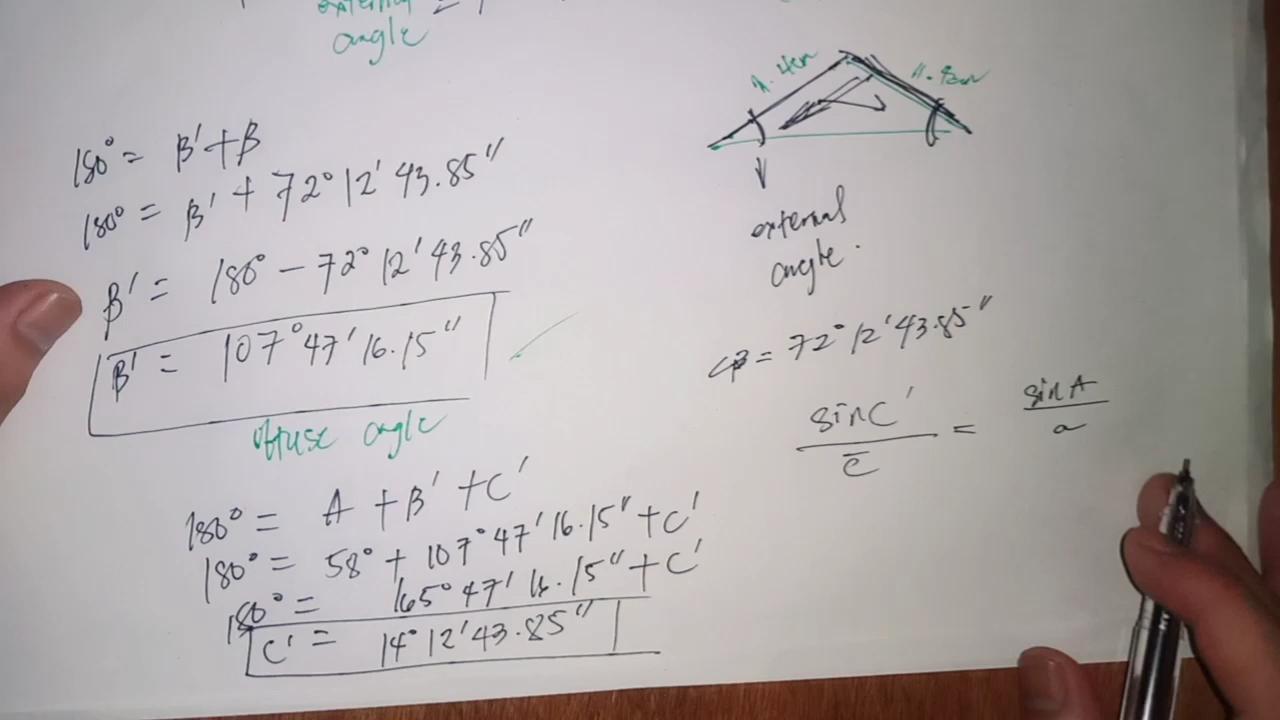 external
angle
180° = β' + β
180° = β' + 72° 12' 43.85"
β' = 180° - 72° 12' 43.85"
β' = 107° 47' 16.15"
obtuse angle
180° = A + β' + C'
180° = 58° + 107° 47' 16.15" + C'
180° = 165° 47' 16.15" + C'
C' = 14° 12' 43.85"
external
angle.
= 72° 12' 43.85"
sin C' / c = sin A / a